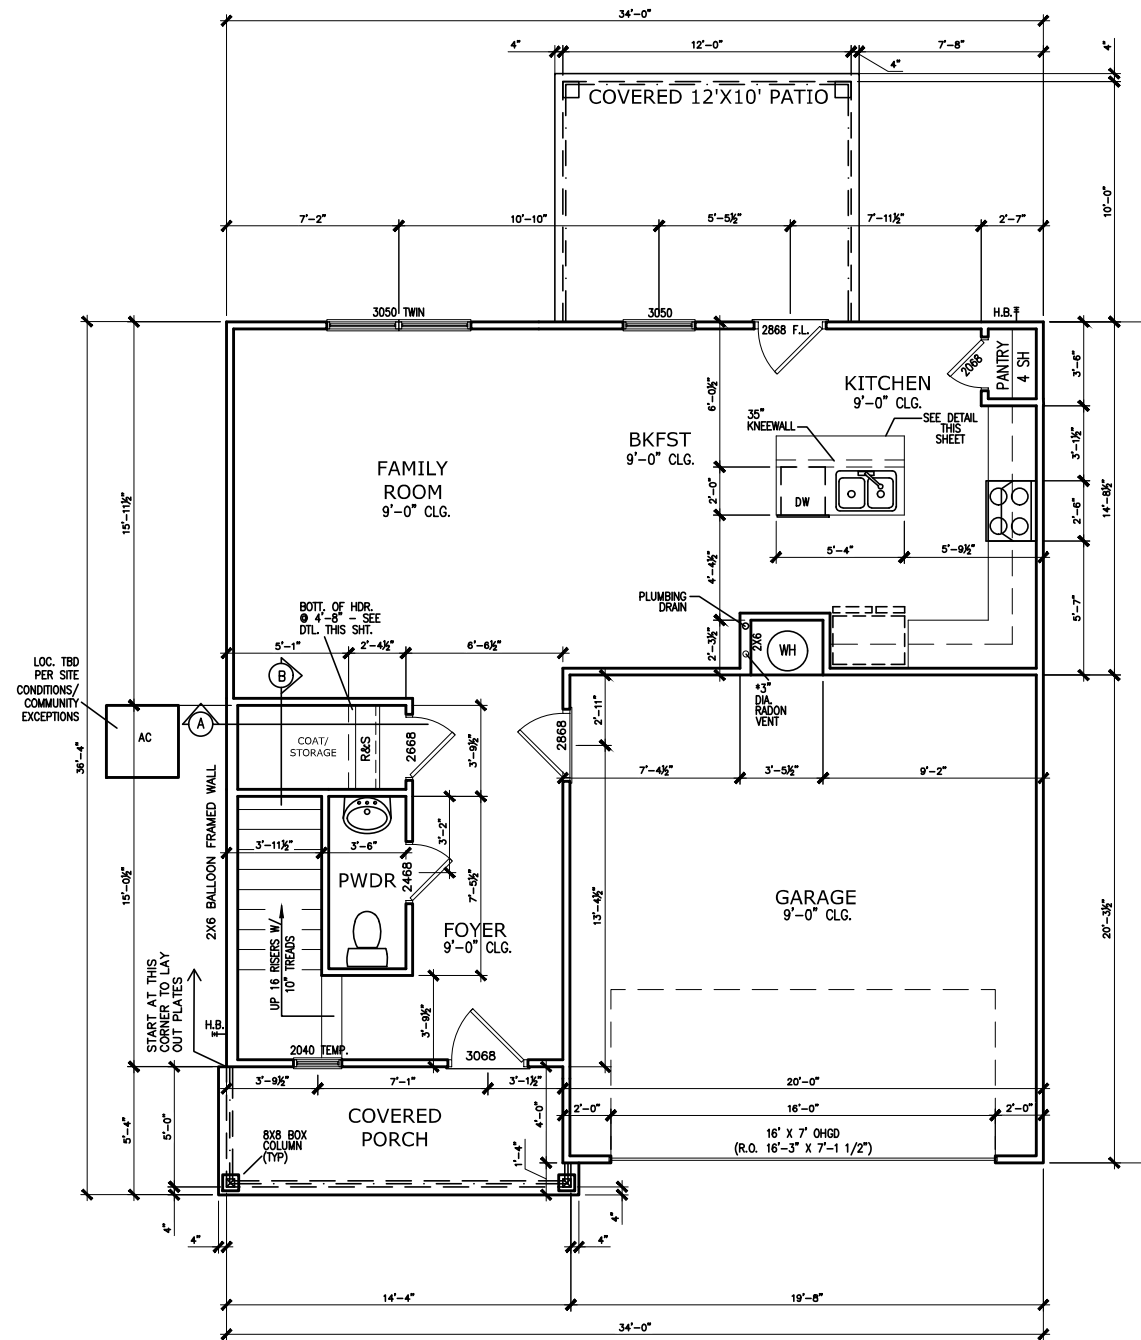 34'-0"
4"
12'-0"
7'-8"
4"
4"
COVERED 12'X10' PATIO
10'-0"
7'-2"
10'-10"
5'-5½"
7'-11½"
2'-7"
3050 TWIN
3050
2868 F.L.
H.B.
2068
PANTRY
4 SH
3'-6"
KITCHEN
9'-0" CLG.
6'-0½"
35"
KNEEWALL
SEE DETAIL
THIS
SHEET
BKFST
9'-0" CLG.
3'-1½"
FAMILY
ROOM
9'-0" CLG.
15'-11½"
2'-0"
DW
2'-6"
14'-8½"
5'-4"
5'-9½"
4'-4½"
5'-7"
PLUMBING
DRAIN
BOTT. OF HDR.
@ 4'-8" - SEE
DTL. THIS SHT.
5'-1"
2'-4½"
6'-6½"
2'-3½"
2X6
WH
LOC. TBD
PER SITE
CONDITIONS/
COMMUNITY
EXCEPTIONS
B
*3"
DIA.
RADON
VENT
2'-11"
AC
A
COAT/
STORAGE
R&S
2668
2868
3'-9½"
36'-4"
7'-4½"
3'-5½"
9'-2"
2X6 BALLOON FRAMED WALL
3'-2"
3'-11½"
3'-6"
15'-0½"
PWDR
2468
7'-5½"
GARAGE
9'-0" CLG.
13'-4½"
20'-3½"
FOYER
9'-0" CLG.
UP 16 RISERS W/
10" TREADS
START AT THIS
CORNER TO LAY
OUT PLATES
H.B.
3'-9½"
2040 TEMP.
3068
3'-9½"
7'-1"
3'-1½"
20'-0"
5'-4"
5'-0"
COVERED
PORCH
4'-0"
2'-0"
16'-0"
2'-0"
8X8 BOX
COLUMN
(TYP)
16' X 7' OHGD
(R.O. 16'-3" X 7'-1 1/2")
1'-4"
4"
4"
4"
4"
14'-4"
19'-8"
34'-0"